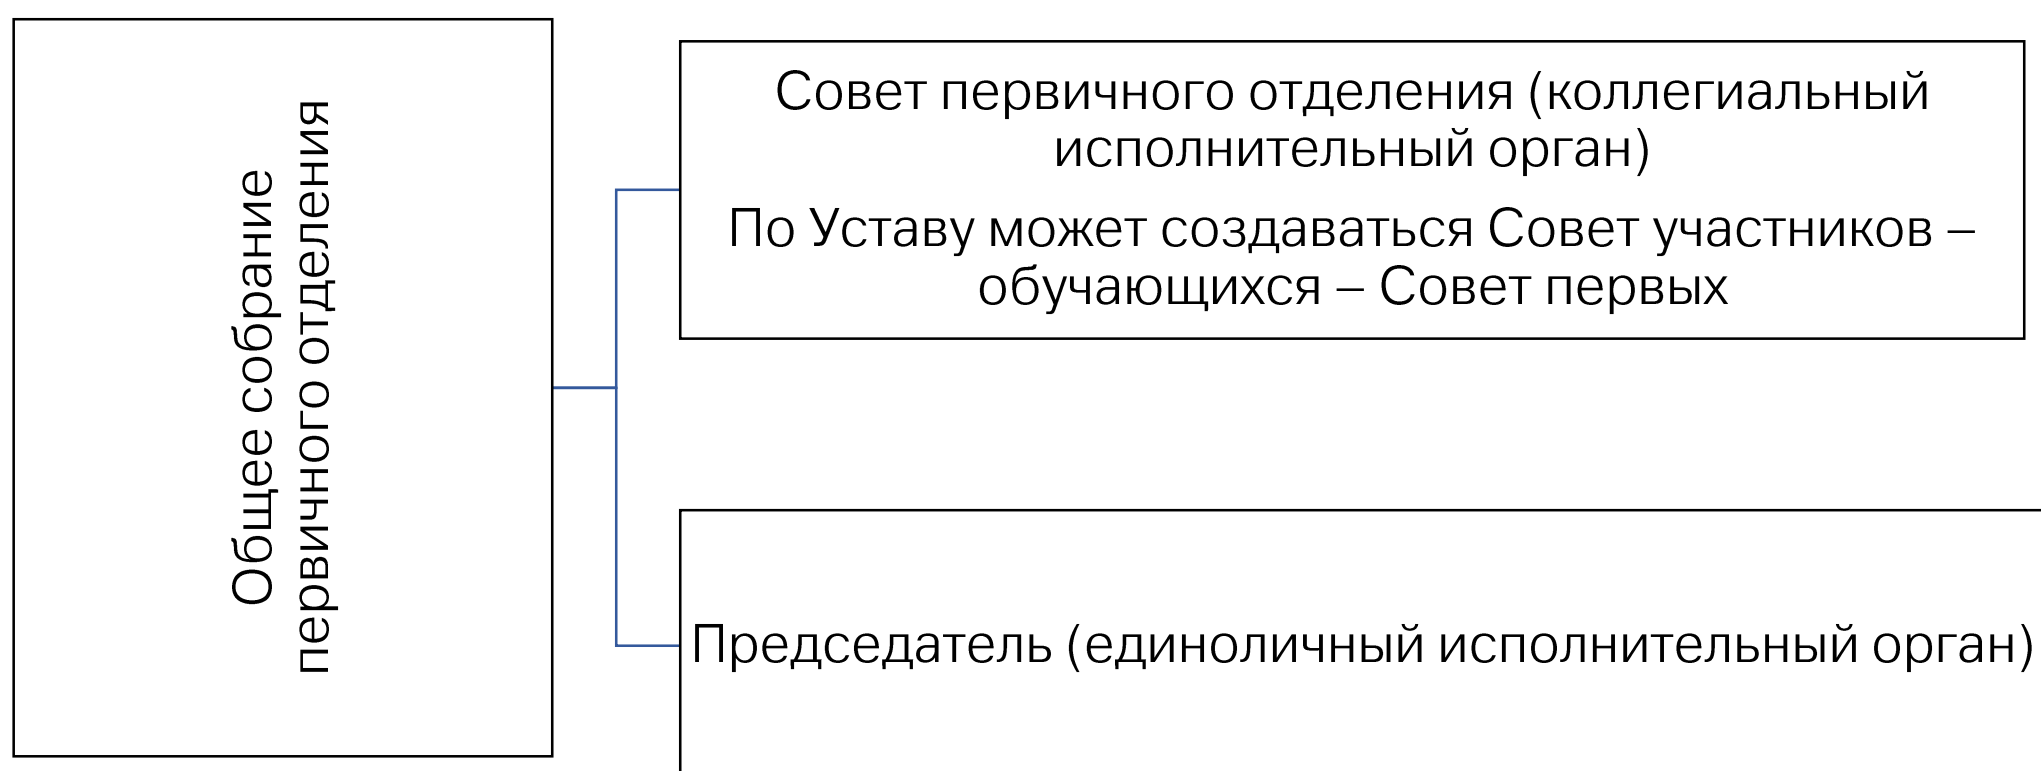 Общее собрание
первичного отделения
Совет первичного отделения (коллегиальный
исполнительный орган)
По Уставу может создаваться Совет участников –
обучающихся – Совет первых
Председатель (единоличный исполнительный орган)